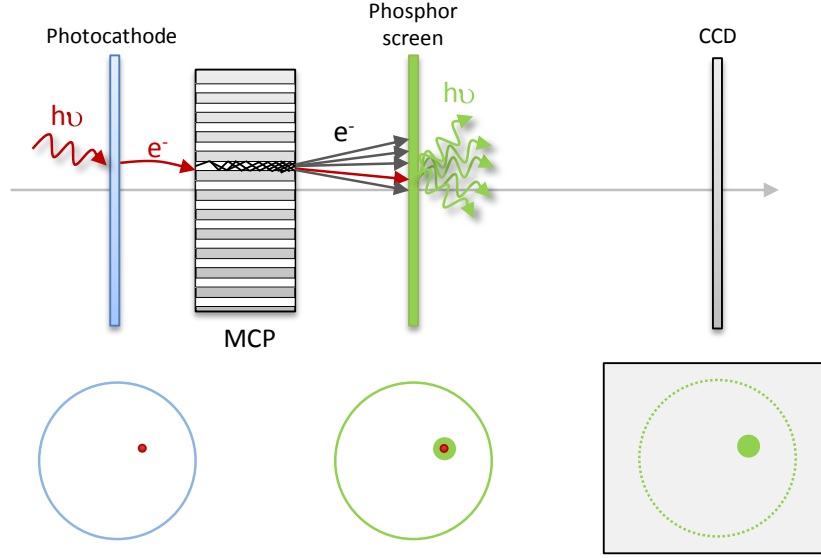 Photocathode
Phosphor
screen
CCD
hυ
e-
e-
hυ
MCP